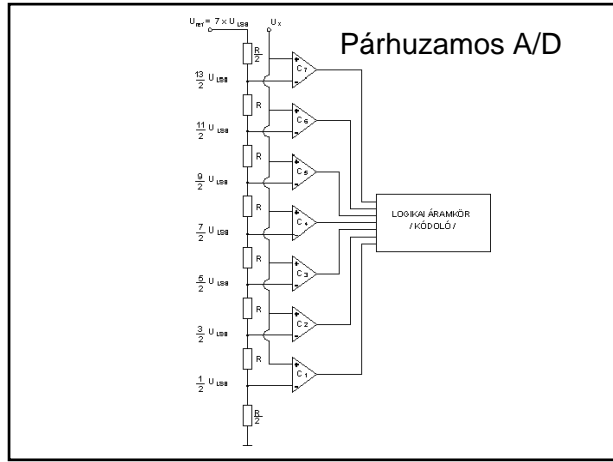 U_ref = 7 × U_LSB
U_X
Párhuzamos A/D
R/2
C7
13/2 U_LSB
R
C6
11/2 U_LSB
R
C5
9/2 U_LSB
R
C4
LOGIKAI ÁRAMKÖR
/ KÓDOLÓ /
7/2 U_LSB
R
C3
5/2 U_LSB
R
C2
3/2 U_LSB
R
C1
1/2 U_LSB
R/2